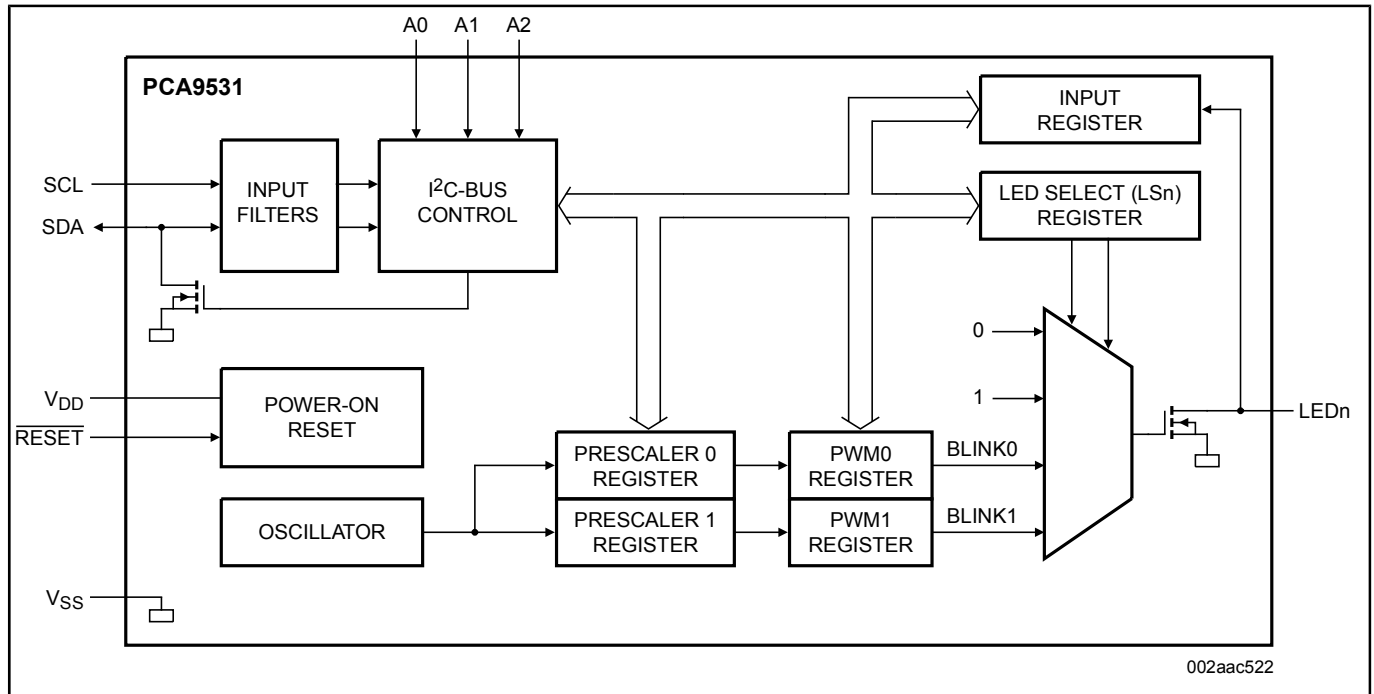 A0 A1 A2
PCA9531
INPUT
REGISTER
SCL
SDA
INPUT
FILTERS
I²C-BUS
CONTROL
LED SELECT (LSn)
REGISTER
0
1
VDD
RESET
POWER-ON
RESET
LEDn
PRESCALER 0
REGISTER
PWM0
REGISTER
BLINK0
OSCILLATOR
PRESCALER 1
REGISTER
PWM1
REGISTER
BLINK1
VSS
002aac522